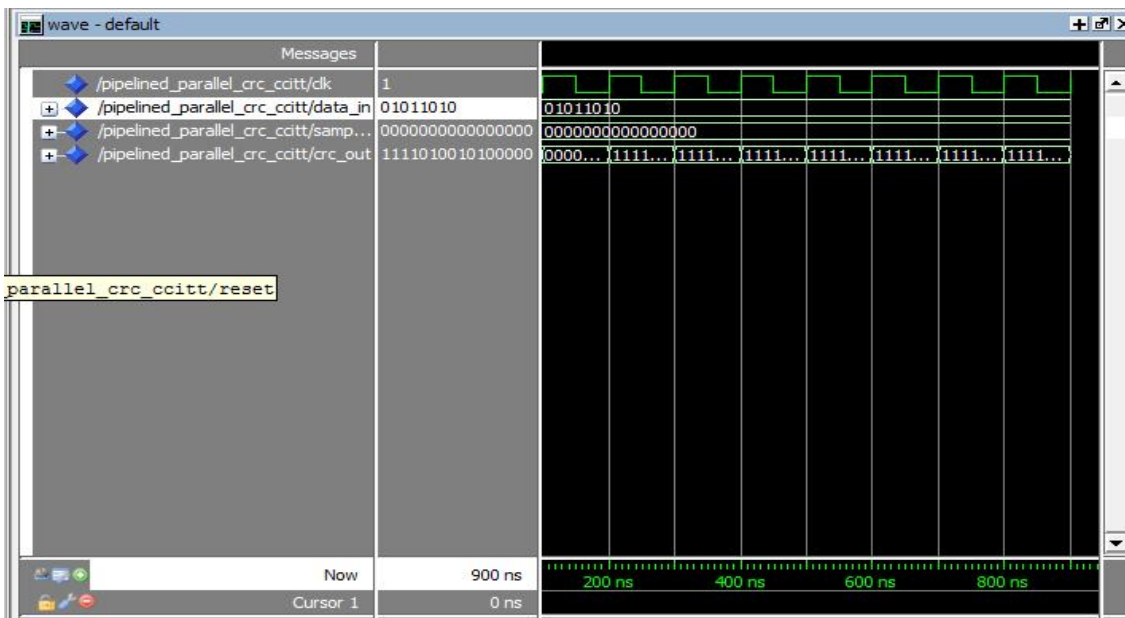 wave - default
Messages
/pipelined_parallel_crc_ccitt/clk 1
/pipelined_parallel_crc_ccitt/data_in 01011010 01011010
/pipelined_parallel_crc_ccitt/samp... 0000000000000000 0000000000000000
/pipelined_parallel_crc_ccitt/crc_out 1111010010100000 0000... 1111... 1111... 1111... 1111... 1111... 1111... 1111...
parallel_crc_ccitt/reset
Now 900 ns 200 ns 400 ns 600 ns 800 ns
Cursor 1 0 ns